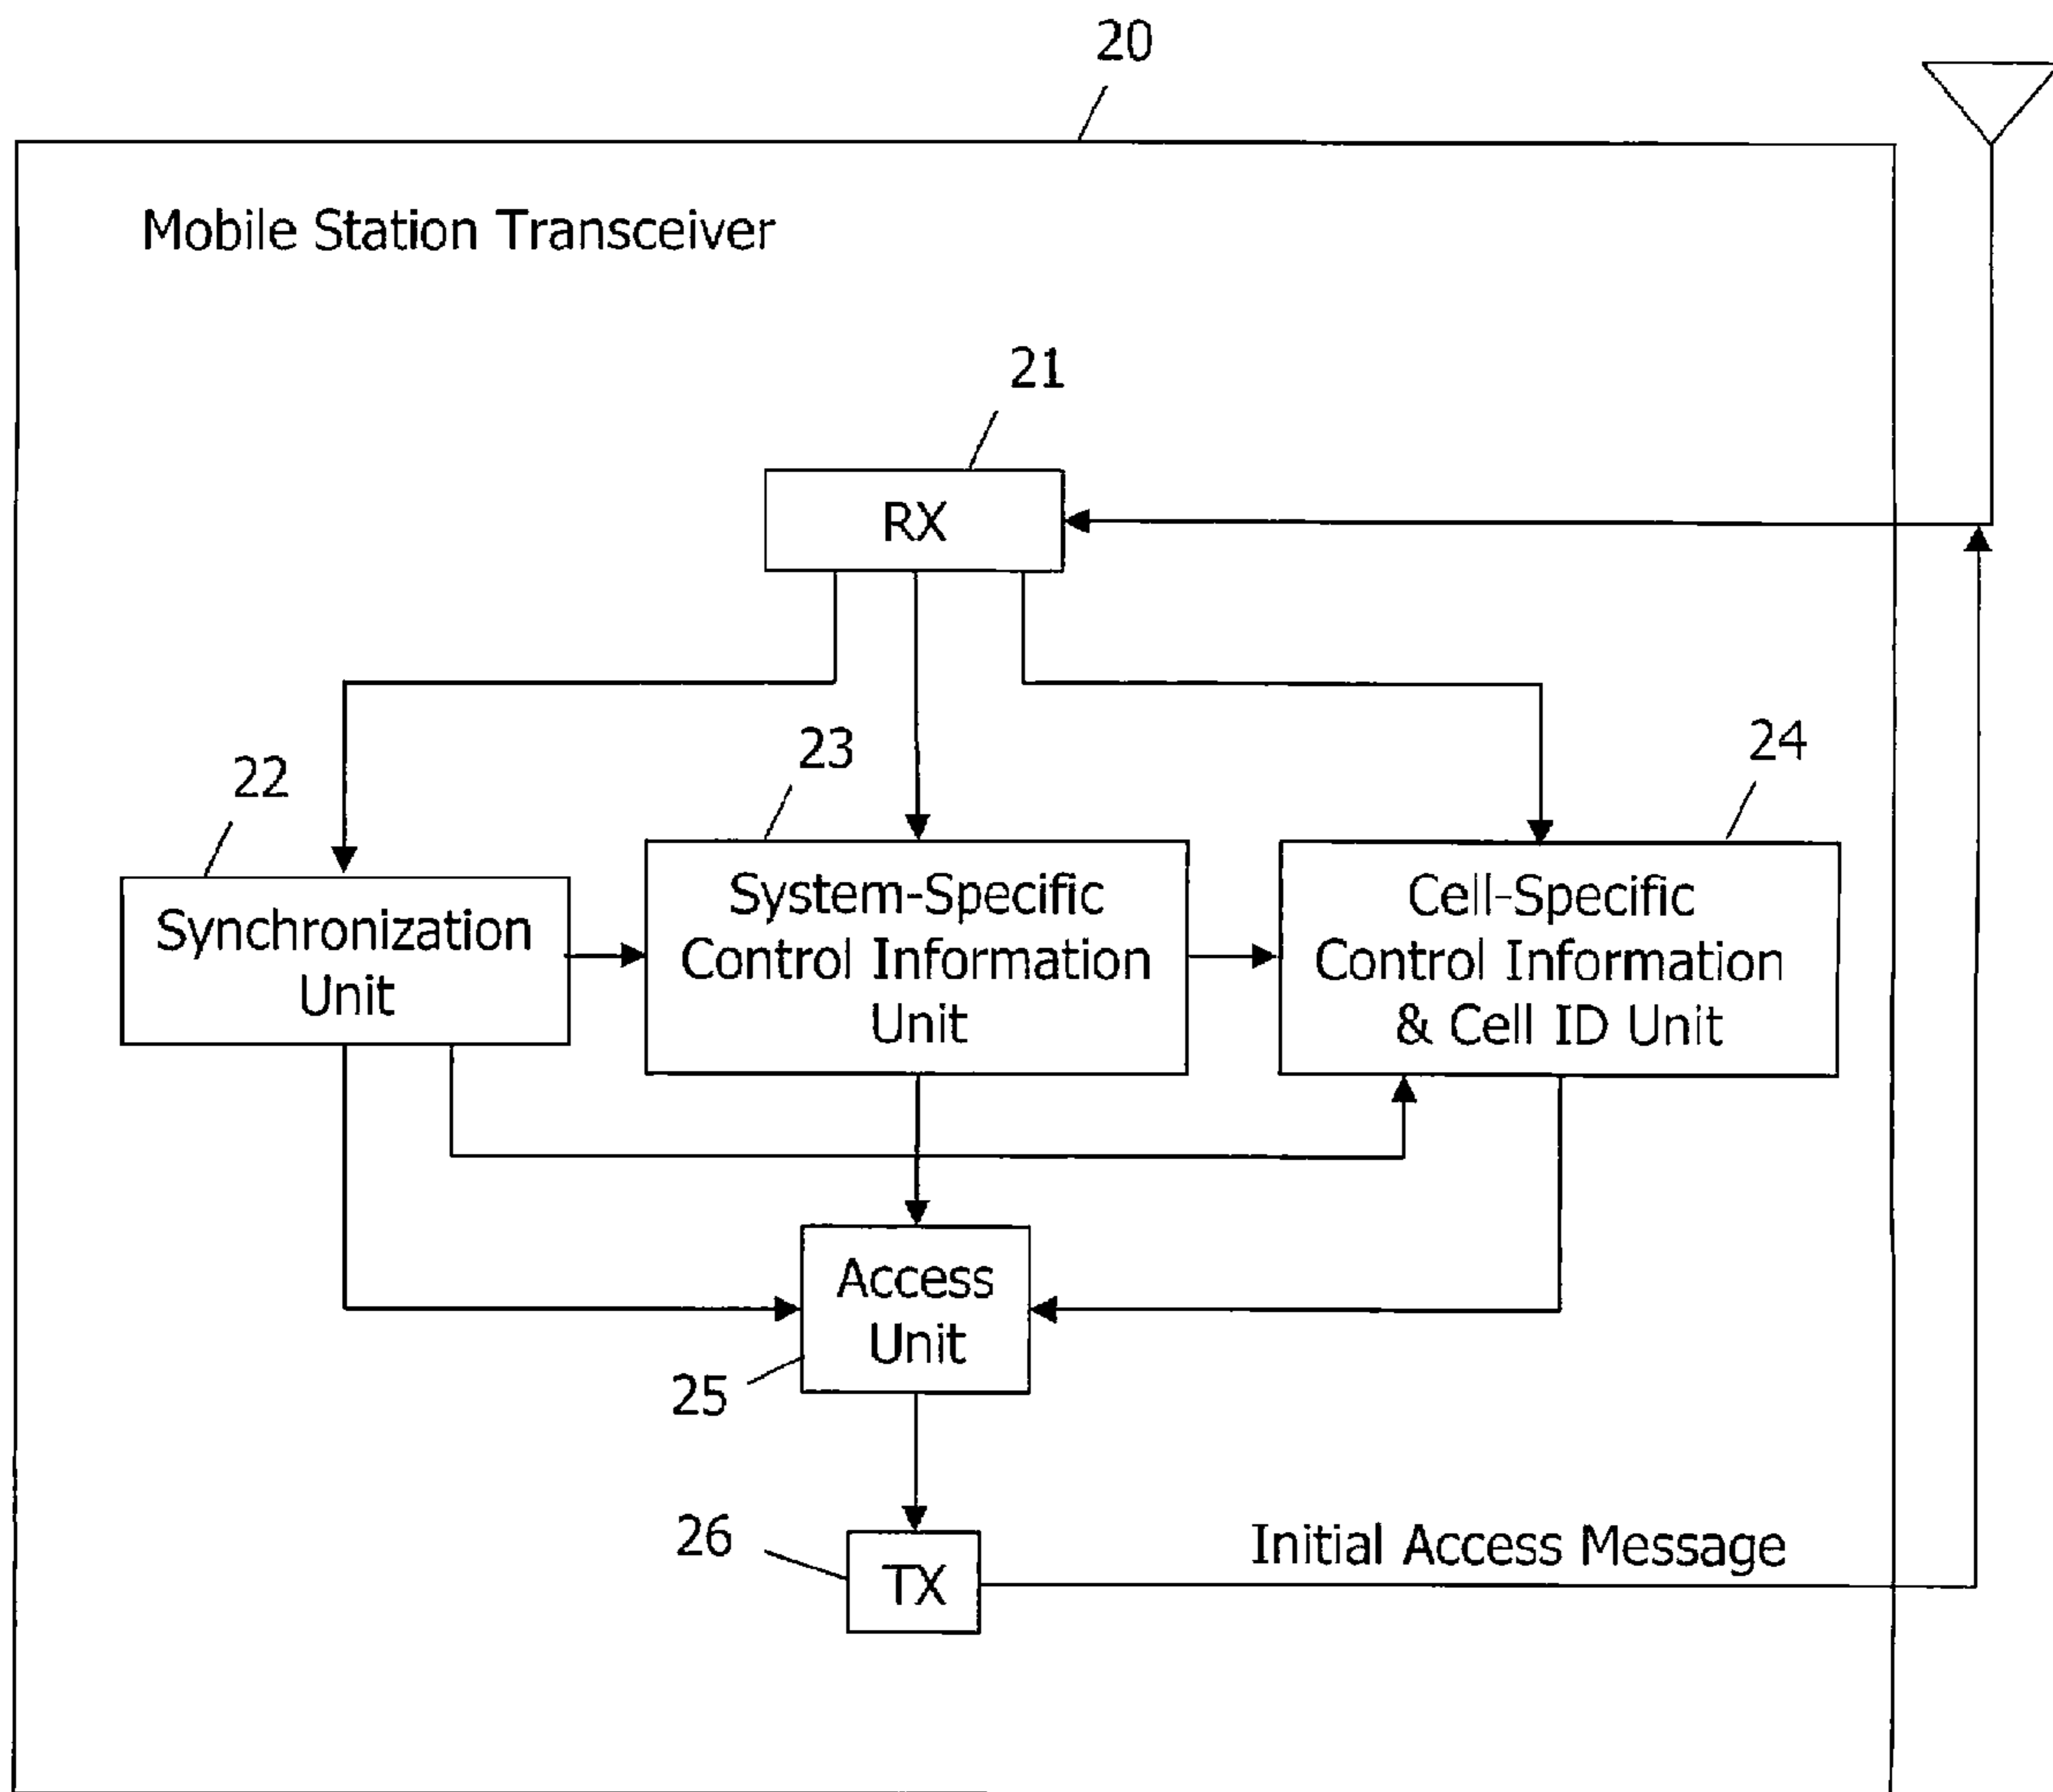 20
Mobile Station Transceiver
21
RX
22
23
24
Synchronization
Unit
System-Specific
Control Information
Unit
Cell-Specific
Control Information
& Cell ID Unit
Access
Unit
25
26
TX
Initial Access Message